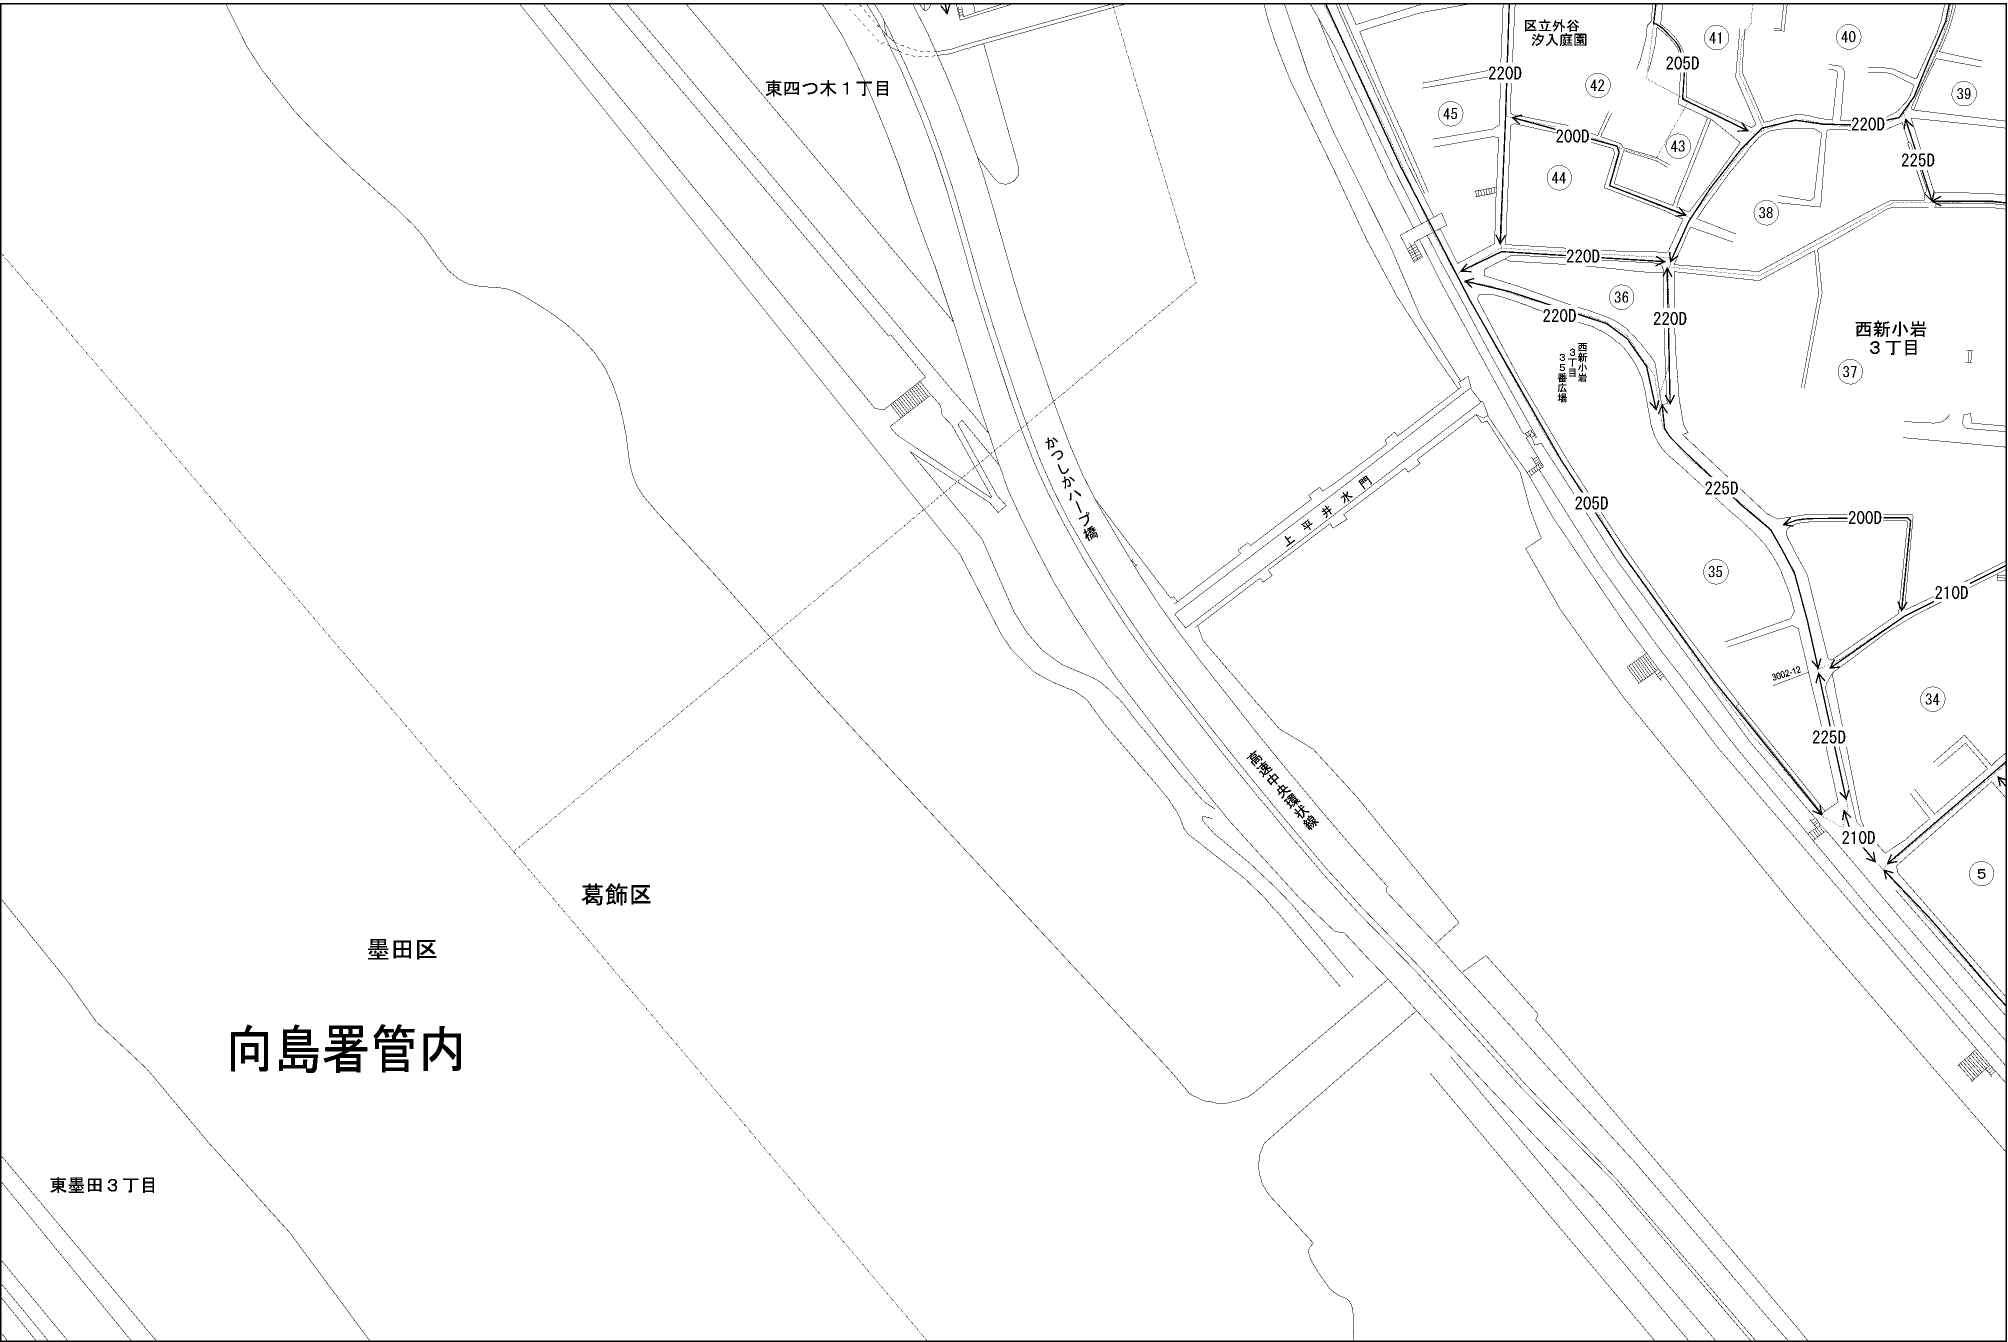 区立外谷
汐入庭園
41
40
205D
220D
東四つ木１丁目
42
39
45
220D
200D
43
225D
44
38
220D
36
220D
220D
西新小岩
３丁目
西新小岩
３丁目
３５番広場
37
かつしかハープ橋
上平井水門
205D
225D
200D
35
210D
3002-12
34
225D
高速中央環状線
210D
5
葛飾区
墨田区
向島署管内
東墨田３丁目